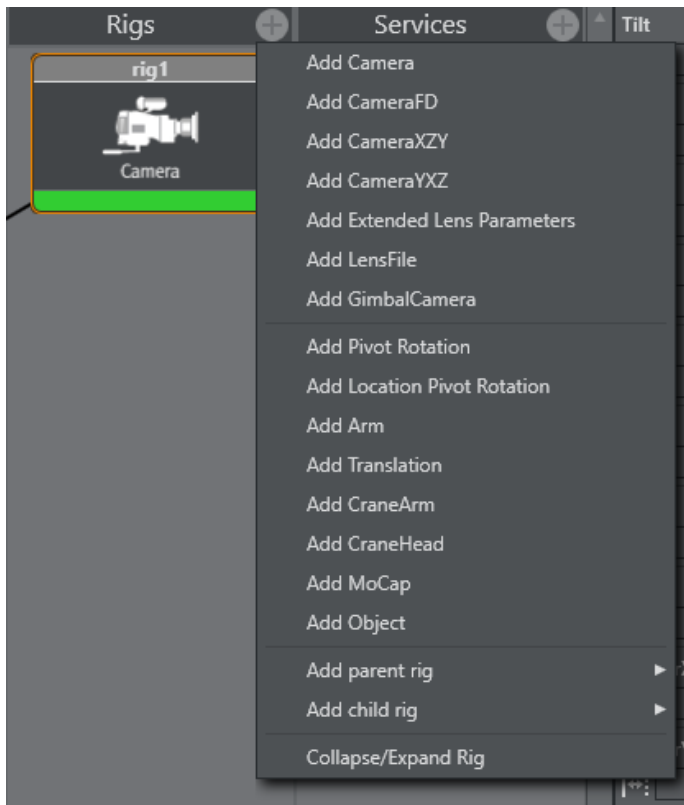 Rigs
Services
Tilt
rig1
Camera
Add Camera
Add CameraFD
Add CameraXZY
Add CameraYXZ
Add Extended Lens Parameters
Add LensFile
Add GimbalCamera
Add Pivot Rotation
Add Location Pivot Rotation
Add Arm
Add Translation
Add CraneArm
Add CraneHead
Add MoCap
Add Object
Add parent rig
Add child rig
Collapse/Expand Rig